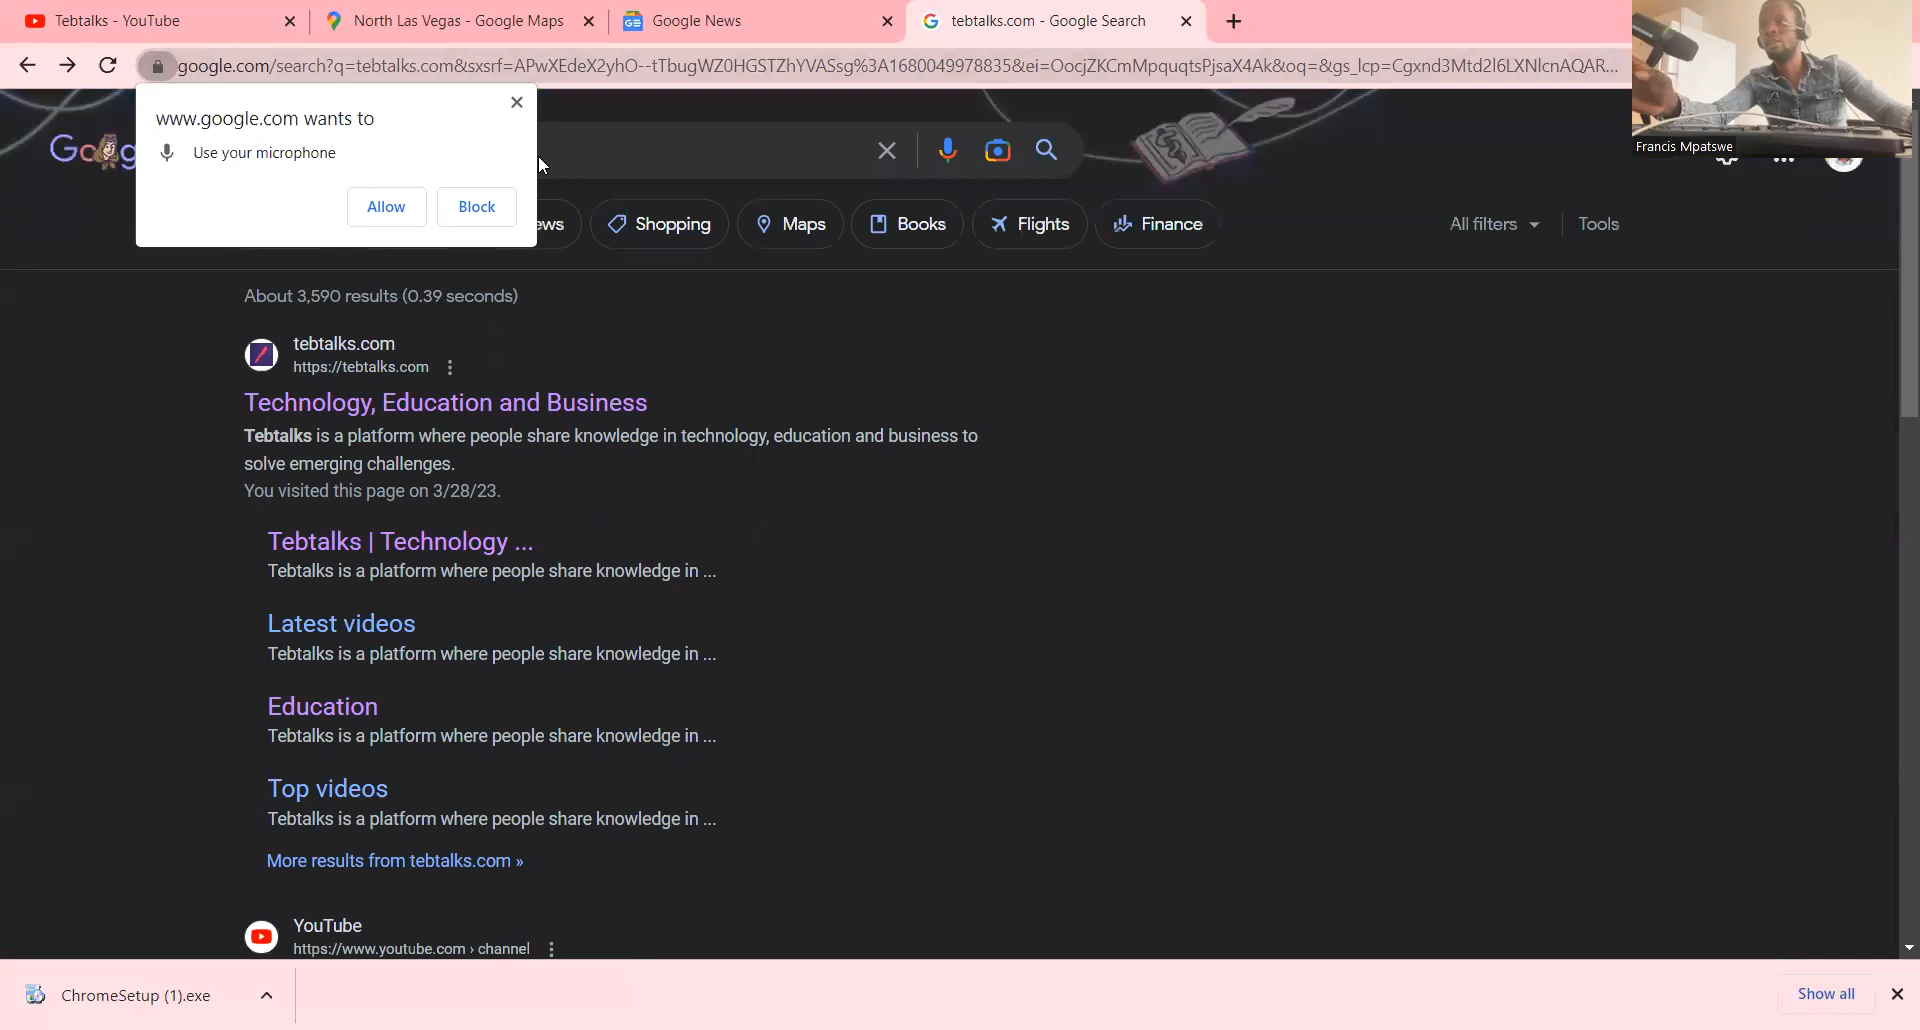 Tebtalks - YouTube
North Las Vegas - Google Maps
Google News
tebtalks.com - Google Search
google.com/search?q=tebtalks.com&sxsrf=APwXEdeX2yhO--tTbugWZ0HGSTZhYVASsg%3A1680049978835&ei=OocjZKCmMpquqtsPjsaX4Ak&oq=&gs_lcp=Cgxnd3Mtd2l6LXNlcnAQAR...
Francis Mpatswe
www.google.com wants to
Use your microphone
Allow
Block
Shopping
Maps
Books
Flights
Finance
All filters
Tools
About 3,590 results (0.39 seconds)
tebtalks.com
https://tebtalks.com
Technology, Education and Business
Tebtalks is a platform where people share knowledge in technology, education and business to
solve emerging challenges.
You visited this page on 3/28/23.
Tebtalks | Technology ...
Tebtalks is a platform where people share knowledge in ...
Latest videos
Tebtalks is a platform where people share knowledge in ...
Education
Tebtalks is a platform where people share knowledge in ...
Top videos
Tebtalks is a platform where people share knowledge in ...
More results from tebtalks.com »
YouTube
https://www.youtube.com › channel
ChromeSetup (1).exe
Show all